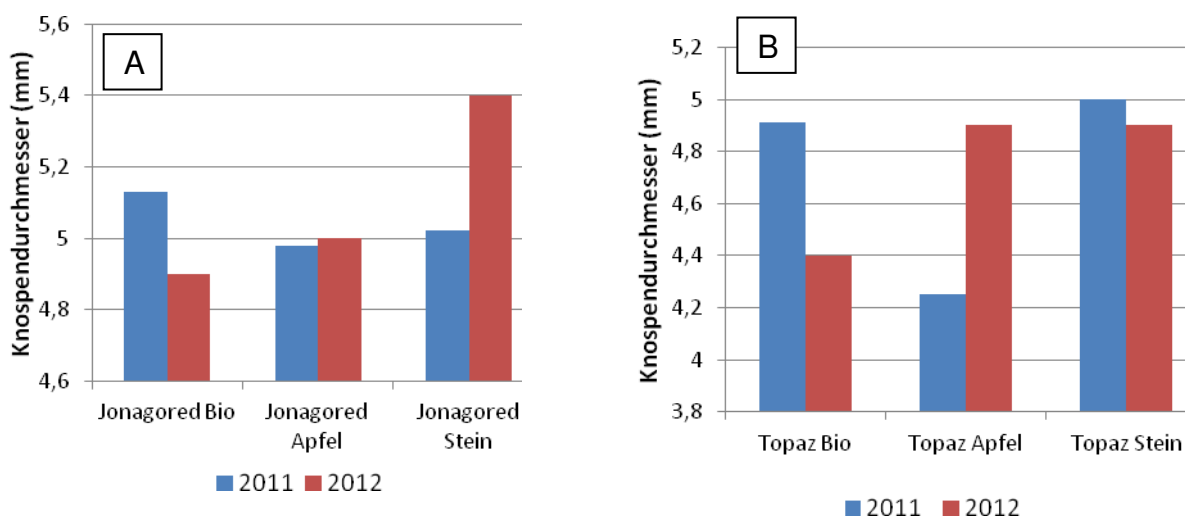 A
Knospendurchmesser (mm)
5,6
5,4
5,2
5
4,8
4,6
Jonagored Bio
Jonagored
Apfel
Jonagored
Stein
2011
2012
B
Knospendurchmesser (mm)
5,2
5
4,8
4,6
4,4
4,2
4
3,8
Topaz Bio
Topaz Apfel
Topaz Stein
2011
2012